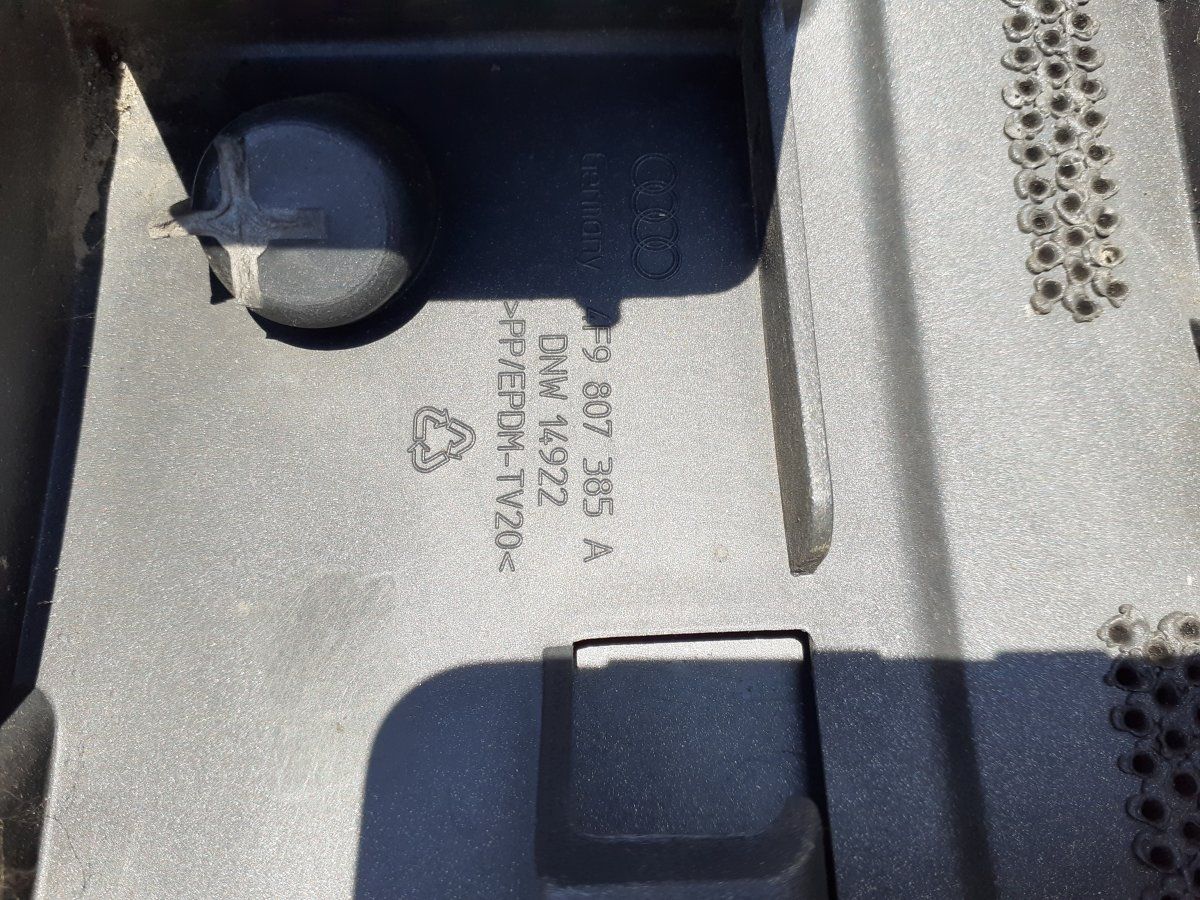 Germany
4F9 807 385 A
DNW 14922
>PP/EPDM-TV20<